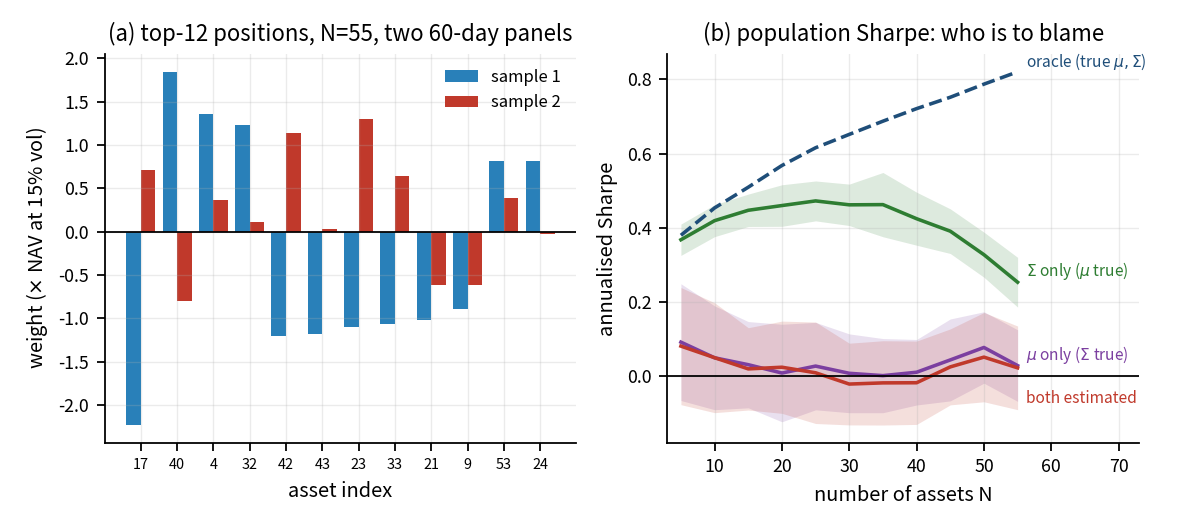 (a) top-12 positions, N=55, two 60-day panels
weight (× NAV at 15% vol)
2.0
1.5
1.0
0.5
0.0
-0.5
-1.0
-1.5
-2.0
sample 1
sample 2
17 40 4 32 42 43 23 33 21 9 53 24
asset index
(b) population Sharpe: who is to blame
annualised Sharpe
0.8
0.6
0.4
0.2
0.0
oracle (true μ, Σ)
Σ only (μ true)
μ only (Σ true)
both estimated
10 20 30 40 50 60 70
number of assets N